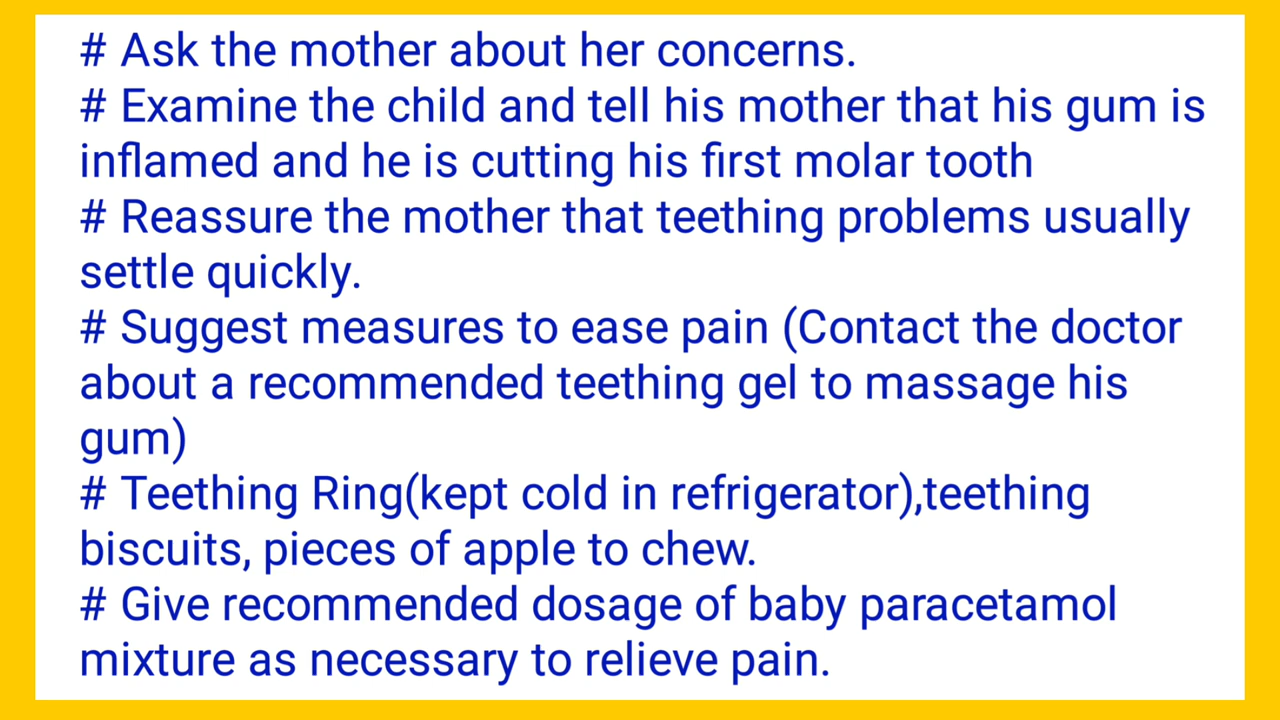 # Ask the mother about her concerns.
# Examine the child and tell his mother that his gum is
inflamed and he is cutting his first molar tooth
# Reassure the mother that teething problems usually
settle quickly.
# Suggest measures to ease pain (Contact the doctor
about a recommended teething gel to massage his
gum)
# Teething Ring(kept cold in refrigerator),teething
biscuits, pieces of apple to chew.
# Give recommended dosage of baby paracetamol
mixture as necessary to relieve pain.